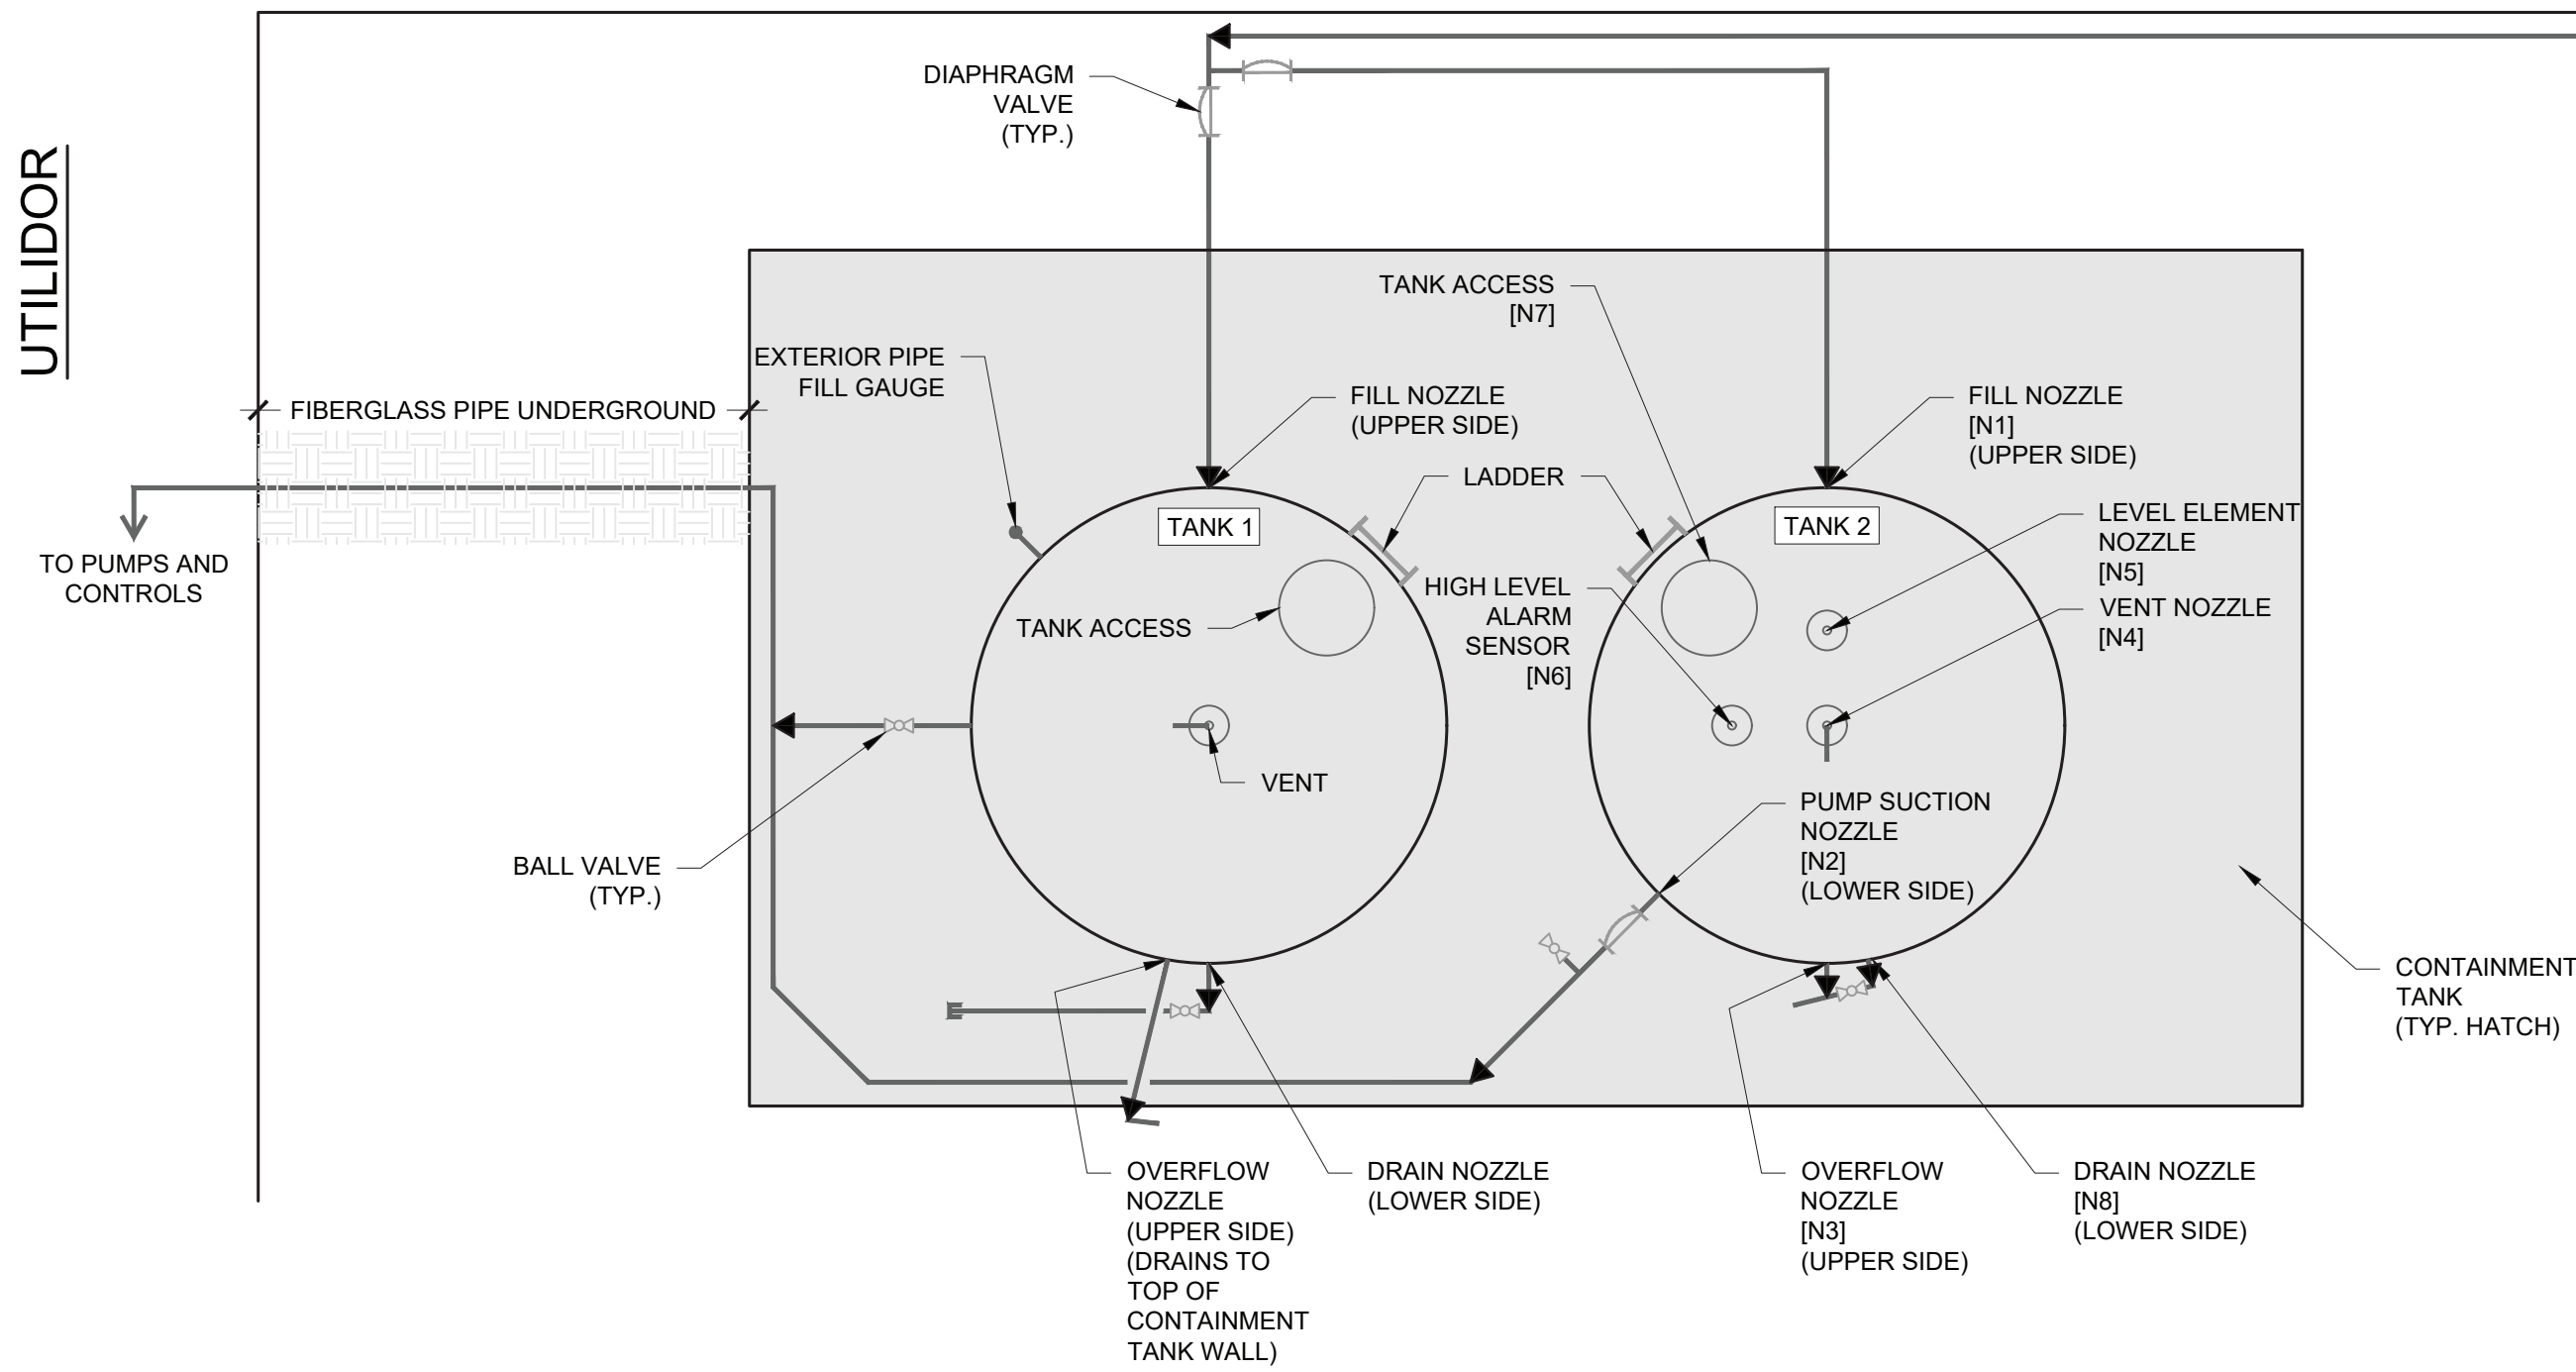 UTILIDOR
DIAPHRAGM
VALVE
(TYP.)
TANK ACCESS
[N7]
EXTERIOR PIPE
FILL GAUGE
FIBERGLASS PIPE UNDERGROUND
FILL NOZZLE
(UPPER SIDE)
FILL NOZZLE
[N1]
(UPPER SIDE)
LADDER
TANK 1
TANK 2
LEVEL ELEMENT
NOZZLE
[N5]
TO PUMPS AND
CONTROLS
HIGH LEVEL
ALARM
SENSOR
[N6]
VENT NOZZLE
[N4]
TANK ACCESS
VENT
PUMP SUCTION
NOZZLE
[N2]
(LOWER SIDE)
BALL VALVE
(TYP.)
CONTAINMENT
TANK
(TYP. HATCH)
OVERFLOW
NOZZLE
(UPPER SIDE)
(DRAINS TO
TOP OF
CONTAINMENT
TANK WALL)
DRAIN NOZZLE
(LOWER SIDE)
OVERFLOW
NOZZLE
[N3]
(UPPER SIDE)
DRAIN NOZZLE
[N8]
(LOWER SIDE)